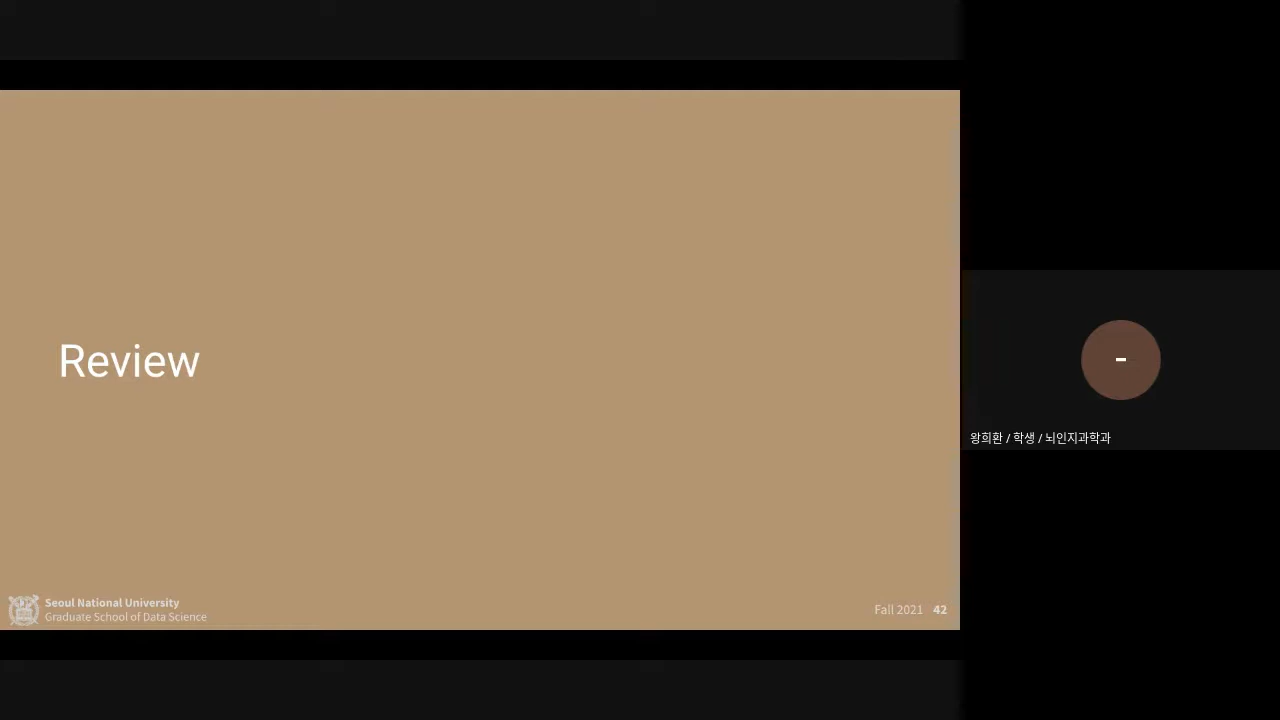 Review
Seoul National University
Graduate School of Data Science
Fall 2021 42
-
왕희환 / 학생 / 뇌인지과학과